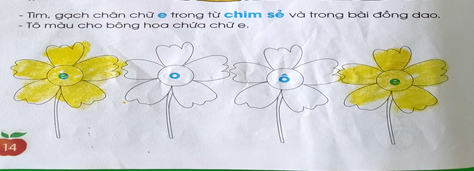 - Tìm, gạch chân chữ e trong từ chim sẻ và trong bài đồng dao.
- Tô màu cho bông hoa chứa chữ e.
e o ô e
14